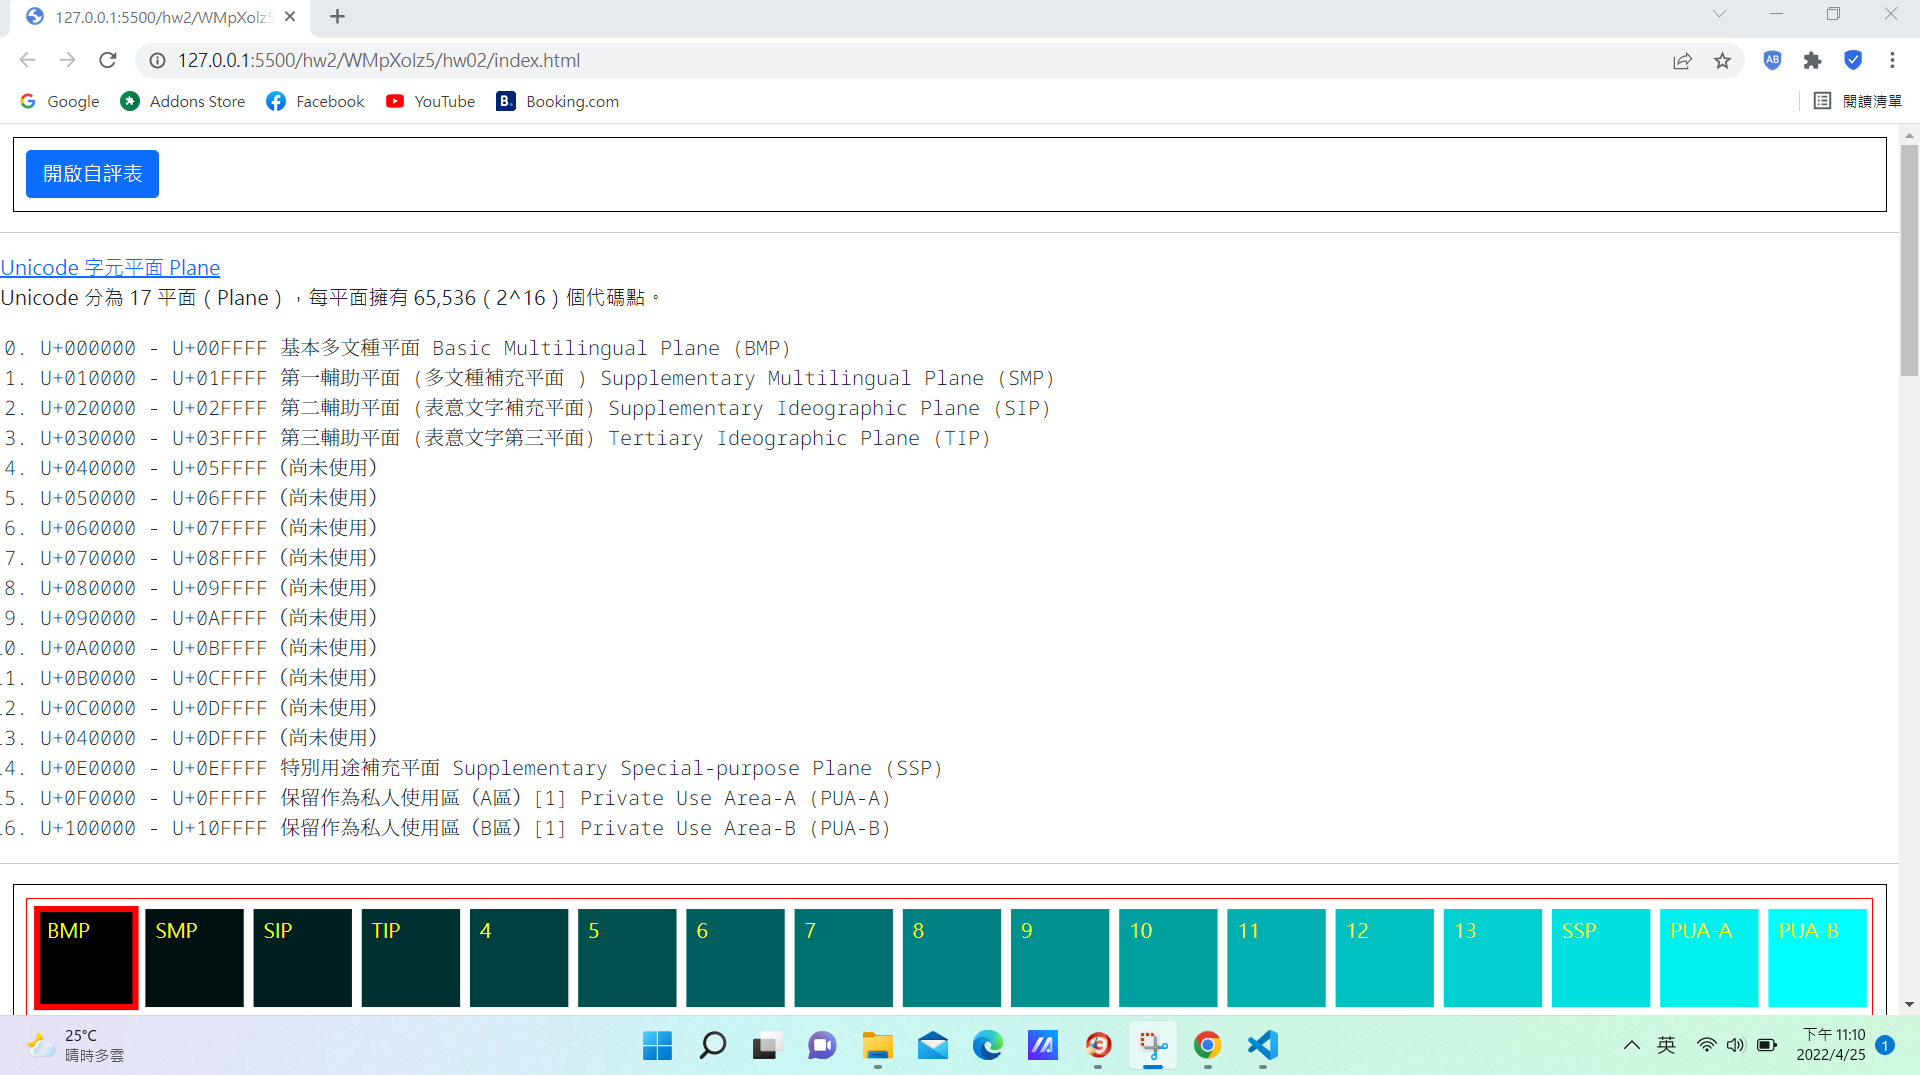 127.0.0.1:5500/hw2/WMpXolz5
127.0.0.1:5500/hw2/WMpXolz5/hw02/index.html
AB
Google
Addons Store
Facebook
YouTube
B.
Booking.com
閱讀清單
開啟自評表
Unicode 字元平面 Plane
Unicode 分為 17 平面（Plane），每平面擁有 65,536（2^16）個代碼點。
0. U+000000 - U+00FFFF 基本多文種平面 Basic Multilingual Plane (BMP)
1. U+010000 - U+01FFFF 第一輔助平面 (多文種補充平面 ) Supplementary Multilingual Plane (SMP)
2. U+020000 - U+02FFFF 第二輔助平面 (表意文字補充平面) Supplementary Ideographic Plane (SIP)
3. U+030000 - U+03FFFF 第三輔助平面 (表意文字第三平面) Tertiary Ideographic Plane (TIP)
4. U+040000 - U+05FFFF (尚未使用)
5. U+050000 - U+06FFFF (尚未使用)
6. U+060000 - U+07FFFF (尚未使用)
7. U+070000 - U+08FFFF (尚未使用)
8. U+080000 - U+09FFFF (尚未使用)
9. U+090000 - U+0AFFFF (尚未使用)
0. U+0A0000 - U+0BFFFF (尚未使用)
1. U+0B0000 - U+0CFFFF (尚未使用)
2. U+0C0000 - U+0DFFFF (尚未使用)
3. U+040000 - U+0DFFFF (尚未使用)
4. U+0E0000 - U+0EFFFF 特別用途補充平面 Supplementary Special-purpose Plane (SSP)
5. U+0F0000 - U+0FFFFF 保留作為私人使用區（A區）[1] Private Use Area-A (PUA-A)
6. U+100000 - U+10FFFF 保留作為私人使用區（B區）[1] Private Use Area-B (PUA-B)
BMP SMP SIP TIP 4 5 6 7 8 9 10 11 12 13 SSP PUA-A PUA-B
25°C
晴時多雲
英
下午 11:10
2022/4/25
1